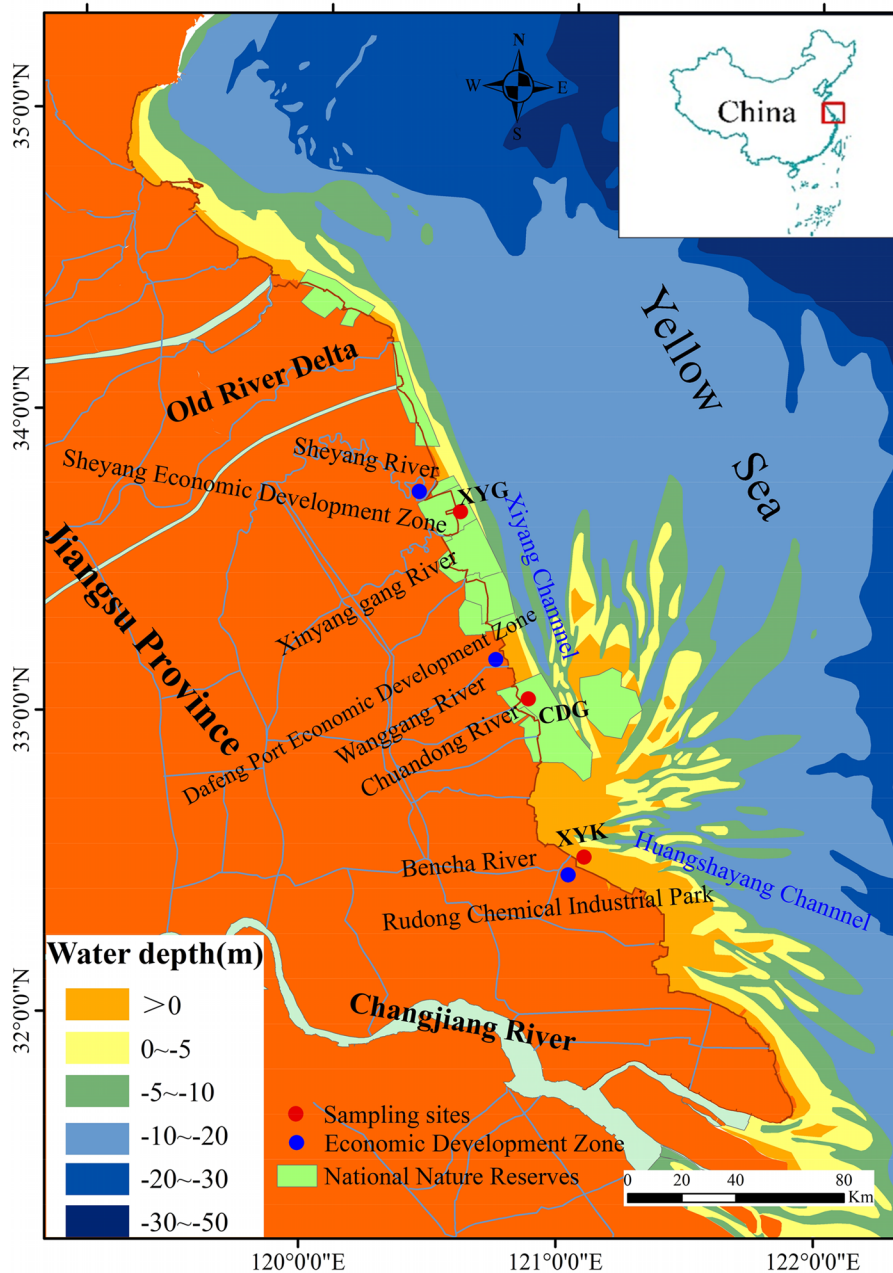 N
W
E
S
China
35°0'0"N
34°0'0"N
33°0'0"N
32°0'0"N
Yellow
Sea
Old River Delta
Sheyang River
Sheyang Economic Development Zone
XYG
Xiyang Channnel
Jiangsu Province
Xinyang gang River
Dafeng Port Economic Development Zone
Wanggang River
Chuandong River
CDG
XYK
Huangshayang Channnel
Bencha River
Rudong Chemical Industrial Park
Changjiang River
Water depth(m)
>0
0~-5
-5~-10
-10~-20
-20~-30
-30~-50
Sampling sites
Economic Development Zone
National Nature Reserves
0 20 40 80
Km
120°0'0"E
121°0'0"E
122°0'0"E